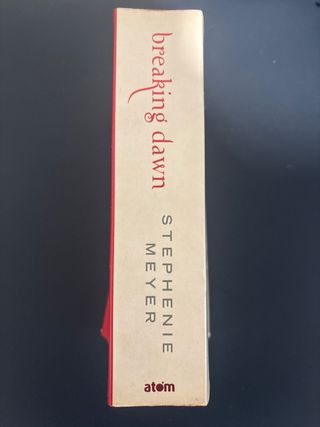 breaking dawn
STEPHENIE
MEYER
atom